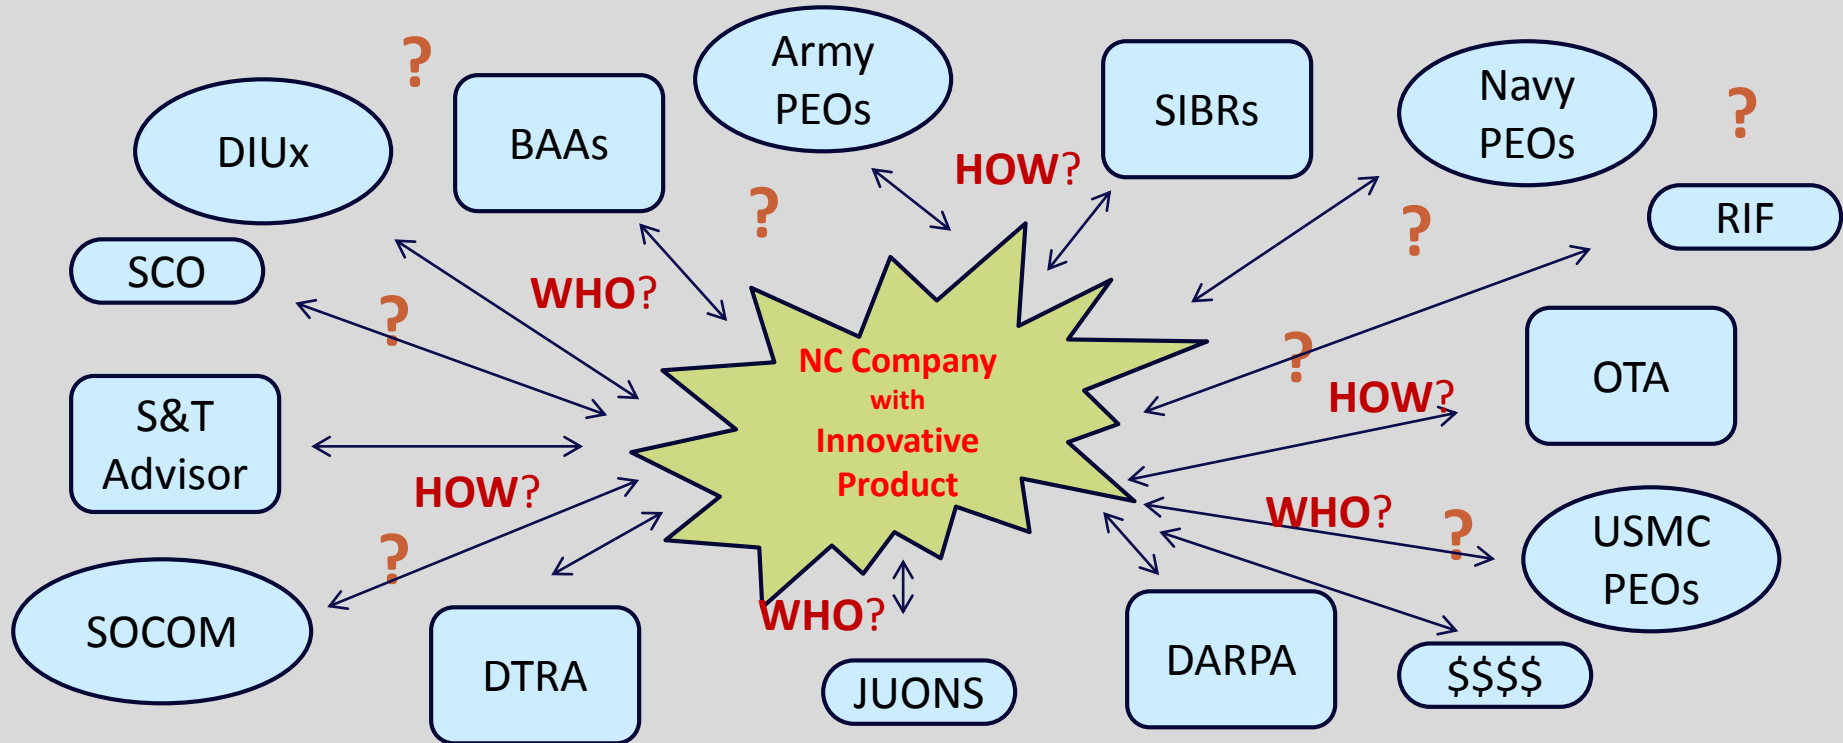 ?
Army
PEOs
DIUx
BAAs
SIBRs
Navy
PEOs
?
HOW?
?
?
RIF
SCO
WHO?
?
?
NC Company
with
Innovative
Product
OTA
HOW?
S&T
Advisor
HOW?
WHO?
?
?
USMC
PEOs
SOCOM
WHO?
DTRA
JUONS
DARPA
$$$$